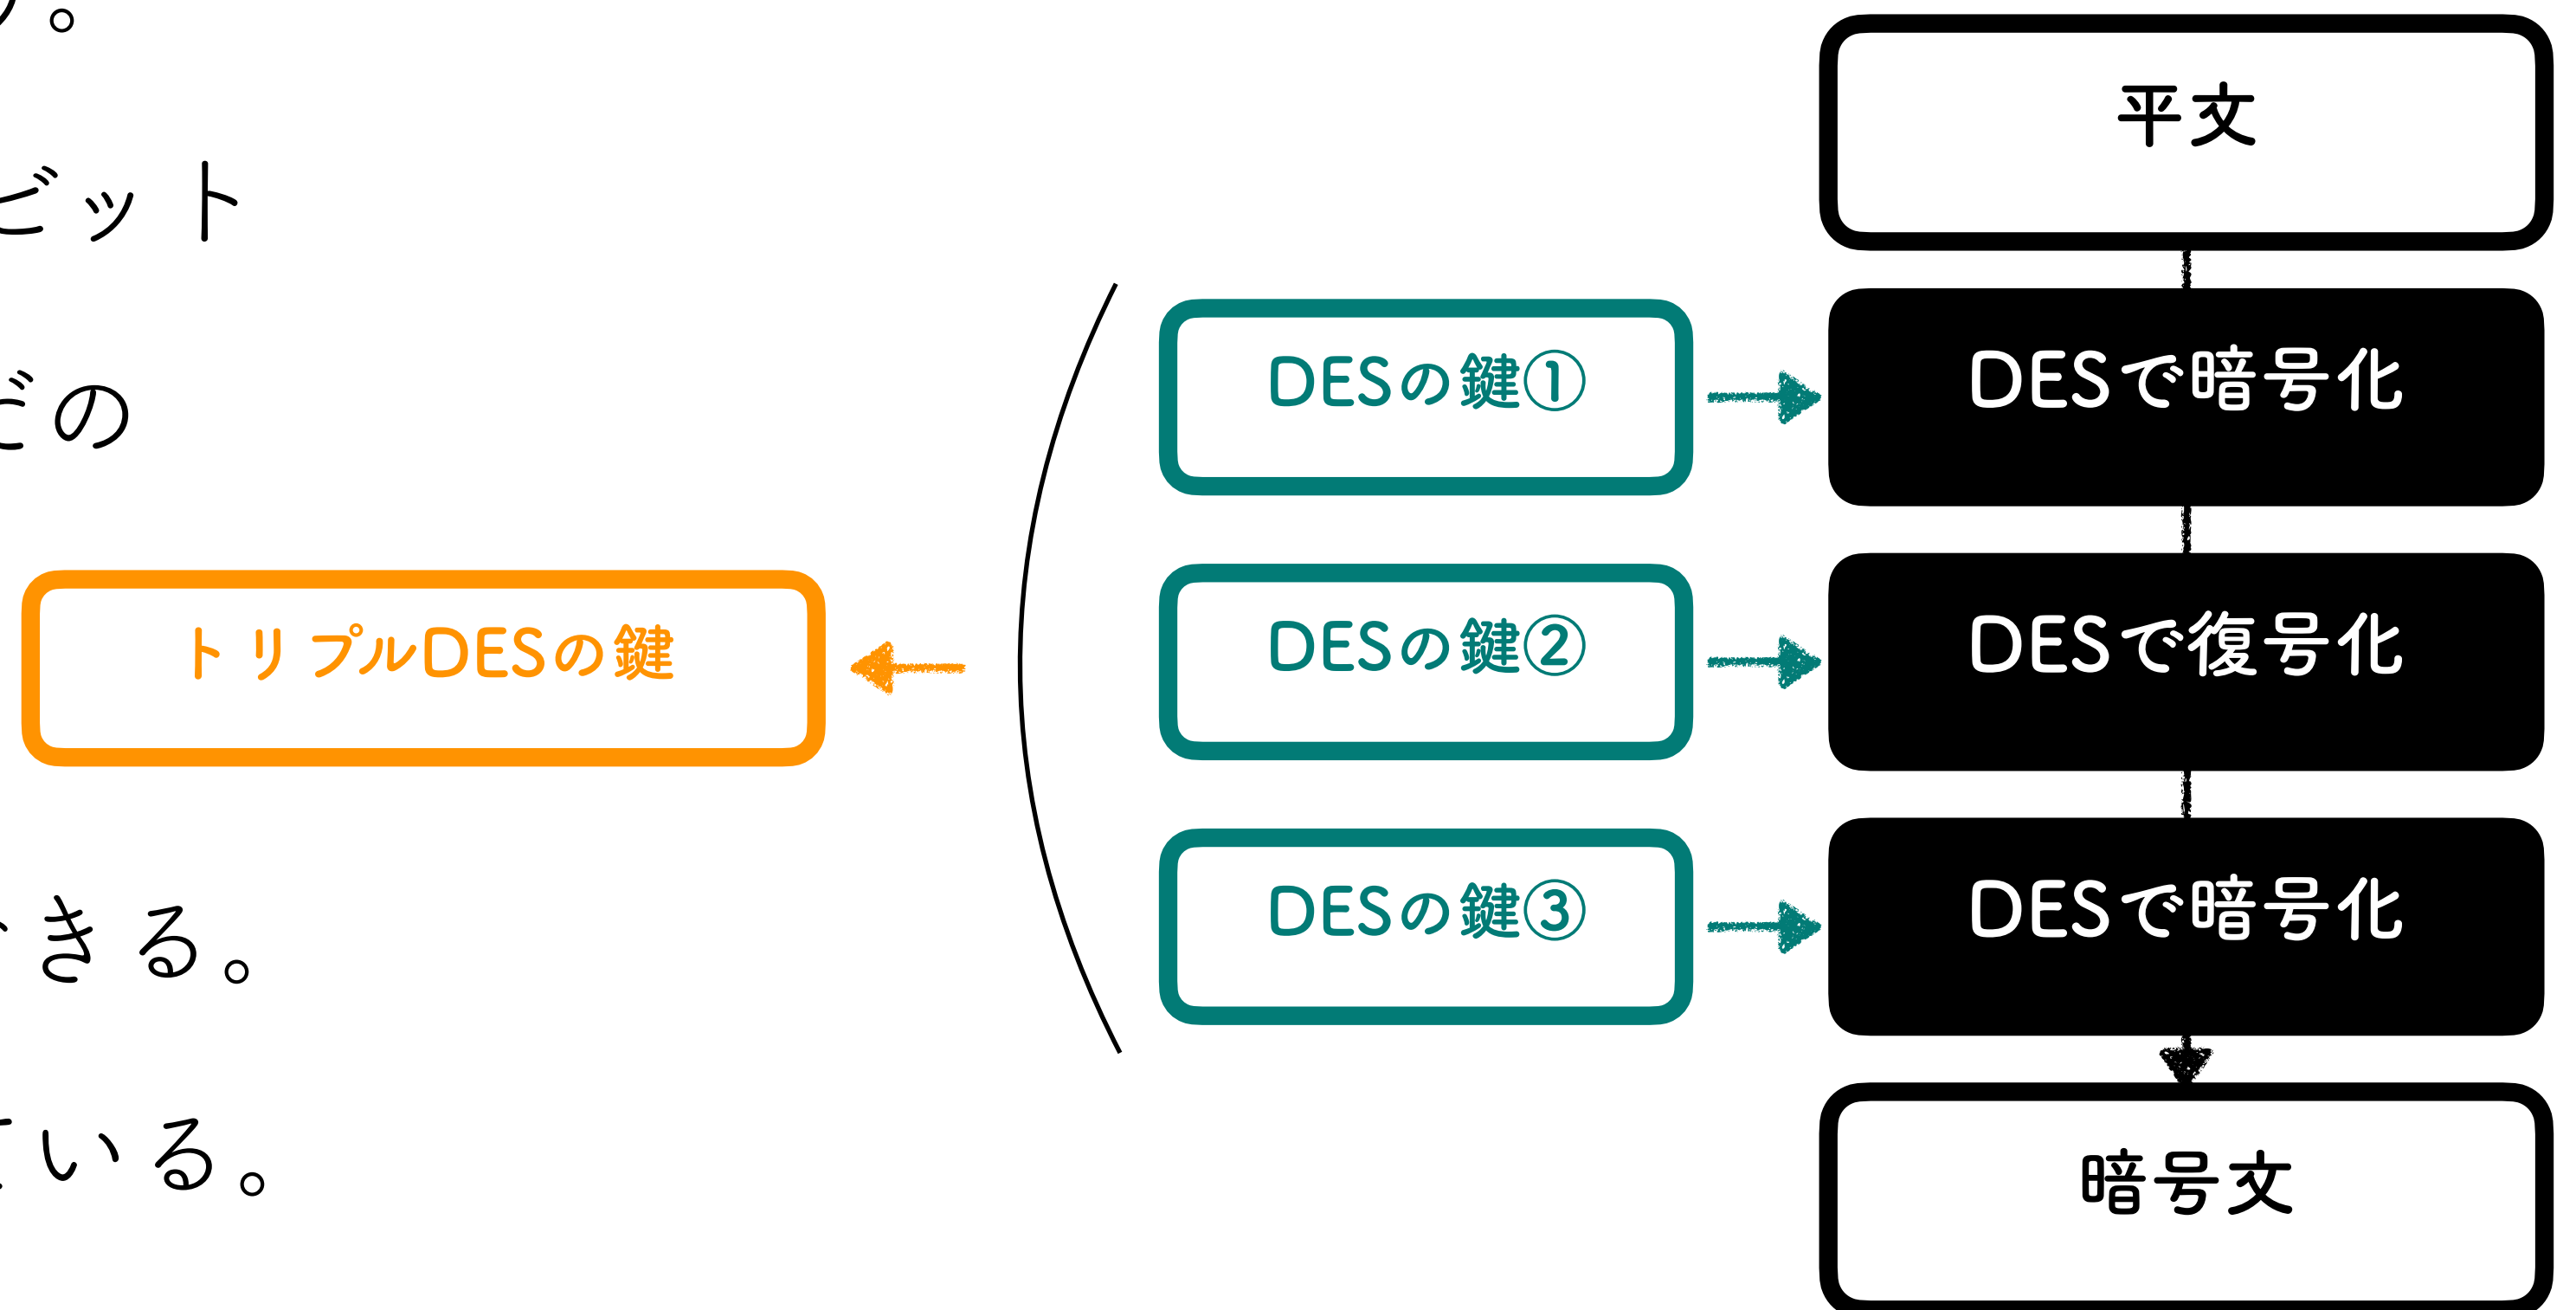 。
ビット
の
きる。
ている。
平文
DESの鍵①
DESで暗号化
トリプルDESの鍵
DESの鍵②
DESで復号化
DESの鍵③
DESで暗号化
暗号文